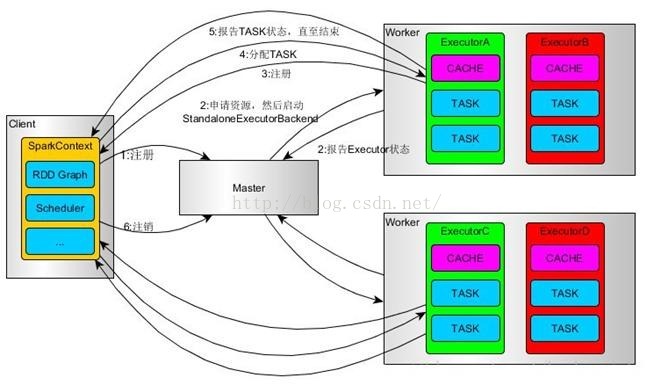 5:报告TASK状态，直至结束
4:分配TASK
3:注册
2:申请资源，然后启动
StandaloneExecutorBackend
1:注册
2:报告Executor状态
6:注销
Client
SparkContext
RDD Graph
Scheduler
...
Master
http://blog.csdn.net/
Worker
ExecutorA
ExecutorB
CACHE
CACHE
TASK
TASK
TASK
TASK
Worker
ExecutorC
ExecutorD
CACHE
CACHE
TASK
TASK
TASK
TASK